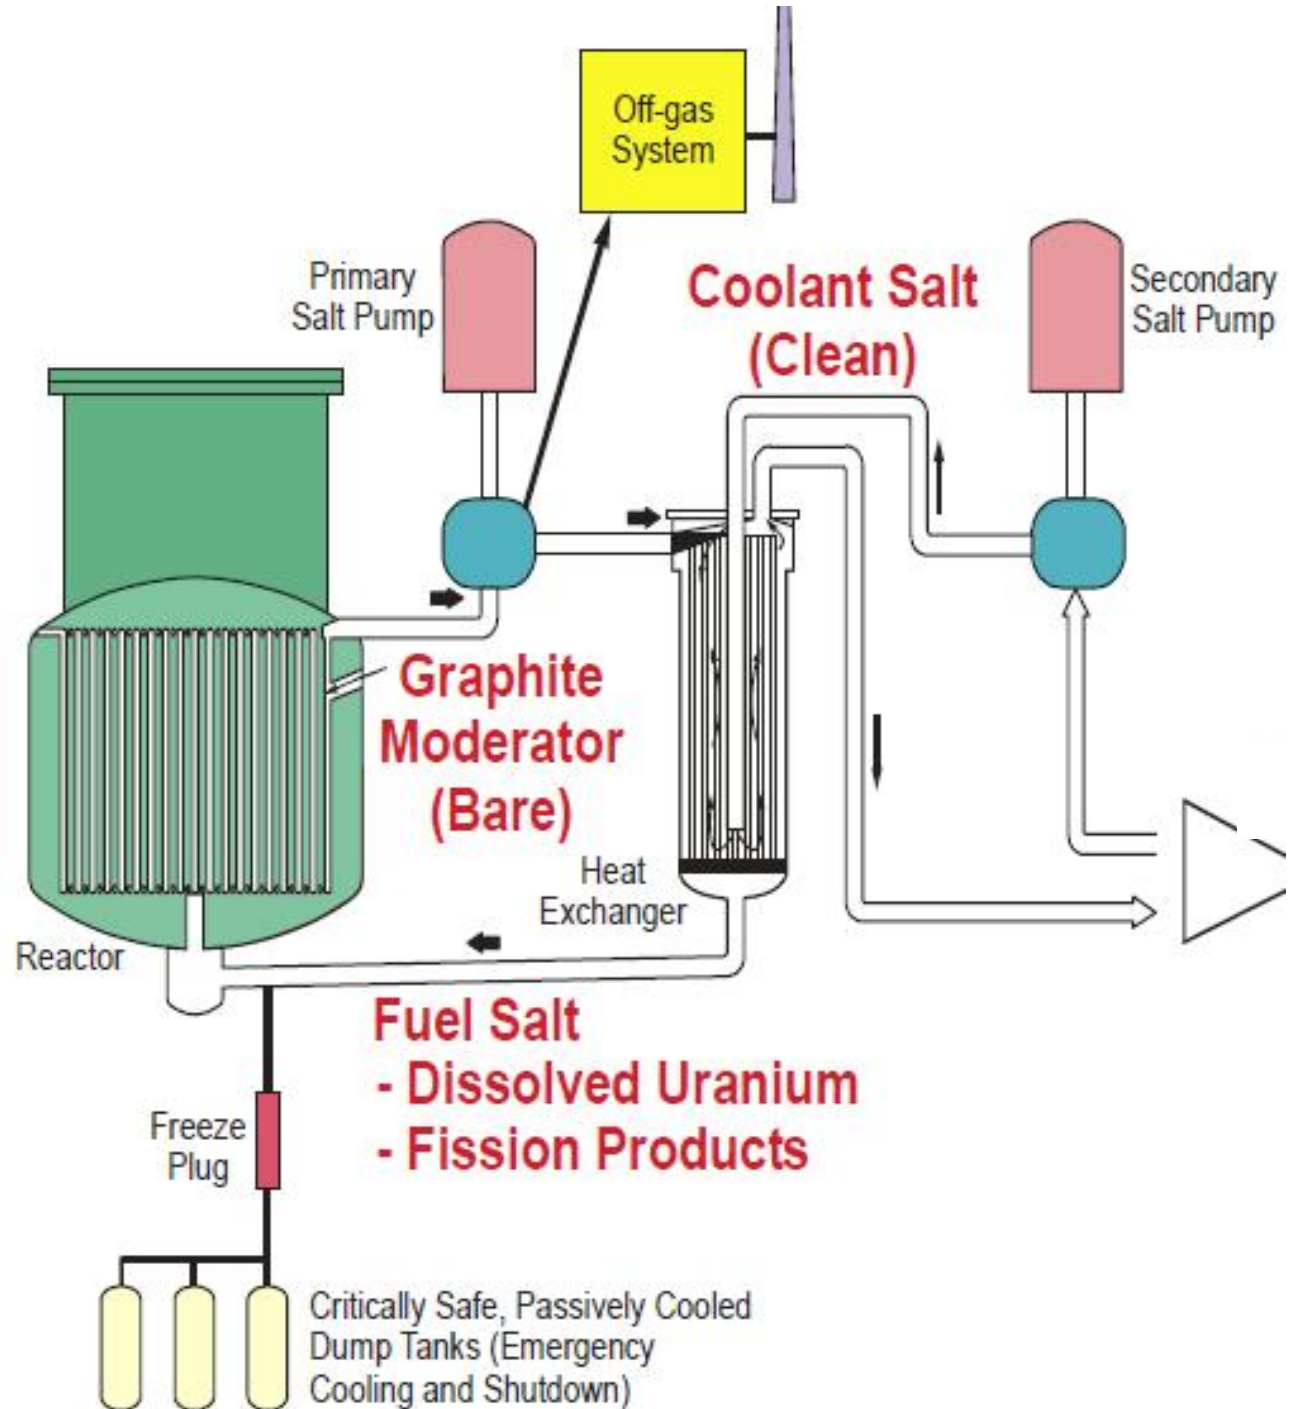 Off-gas
System
Primary
Salt Pump
Coolant Salt
(Clean)
Secondary
Salt Pump
Graphite
Moderator
(Bare)
Heat
Exchanger
Reactor
Fuel Salt
- Dissolved Uranium
- Fission Products
Freeze
Plug
Critically Safe, Passively Cooled
Dump Tanks (Emergency
Cooling and Shutdown)